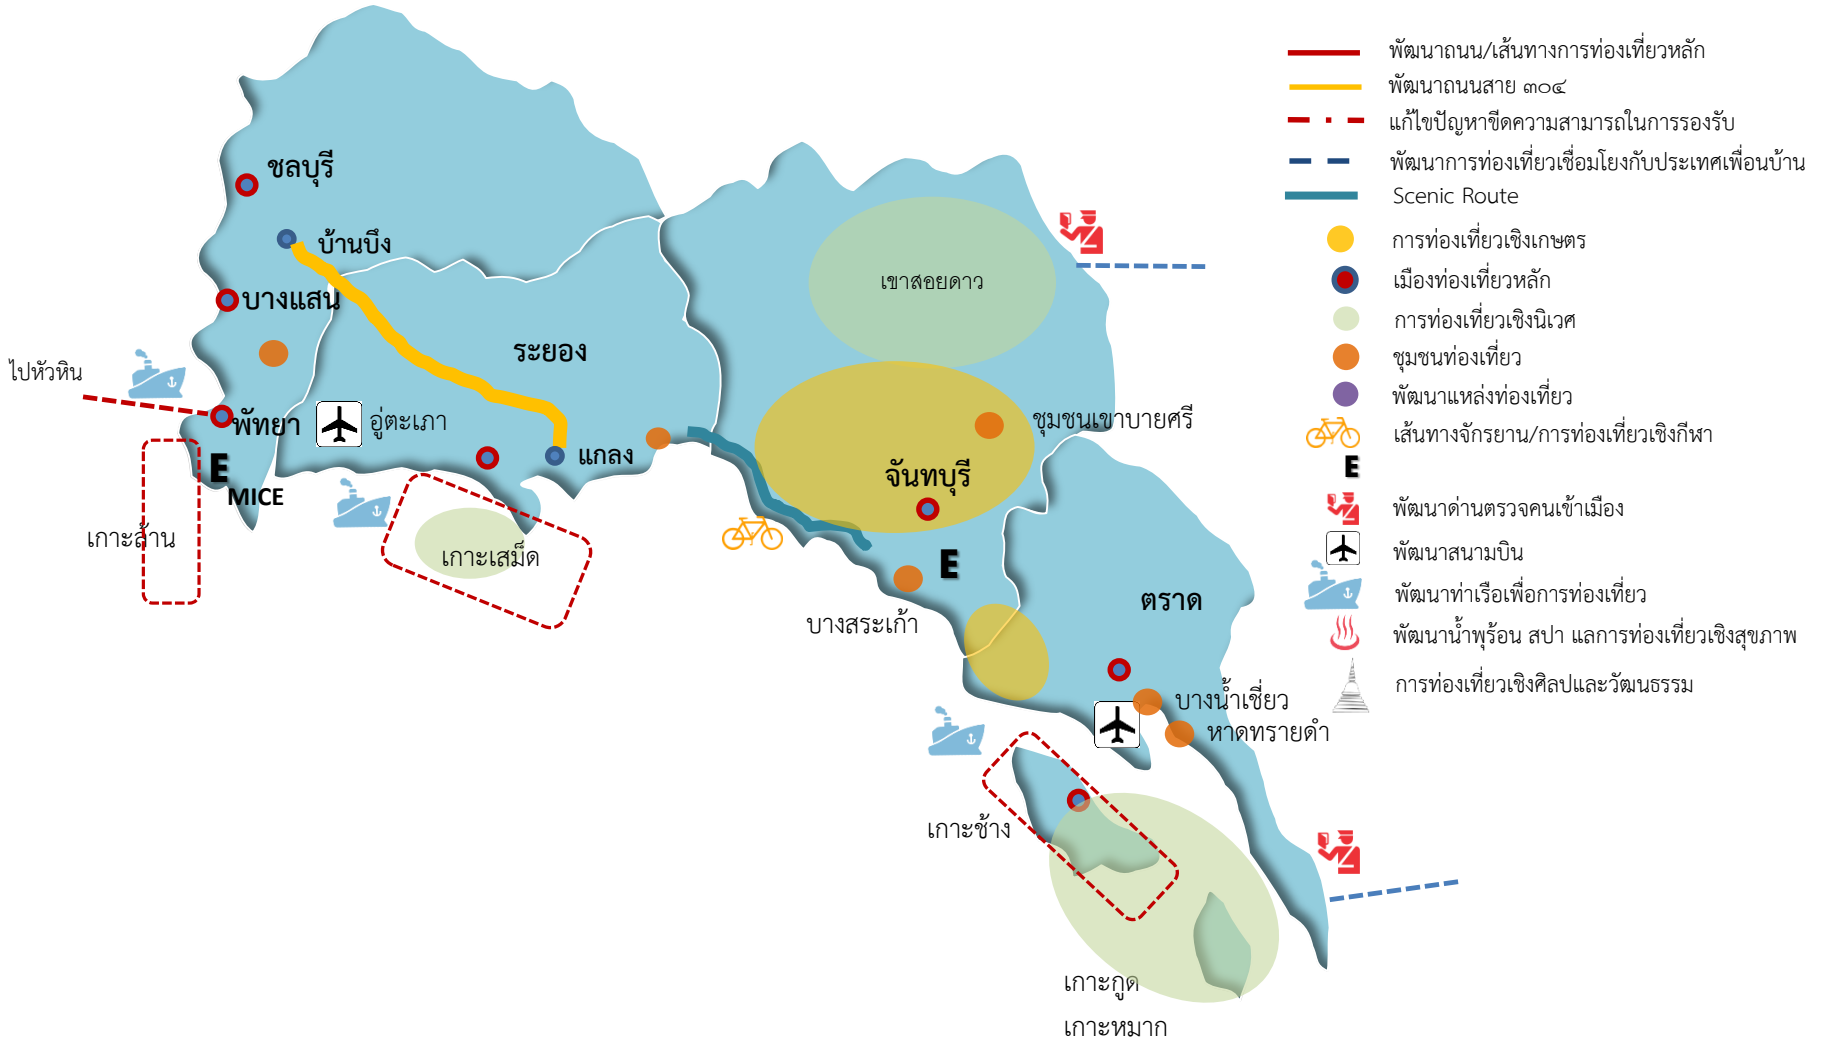 ชลบุรี
บ้านบึง
บางแสน
ระยอง
ไปหัวหิน
พัทยา
อู่ตะเภา
แกลง
E
MICE
เกาะล้าน
เกาะเสม็ด
เขาสอยดาว
ชุมชนเขาบายศรี
จันทบุรี
E
บางสระเก้า
ตราด
บางน้ำเชี่ยว
หาดทรายดำ
เกาะช้าง
เกาะกูด
เกาะหมาก
พัฒนาถนน/เส้นทางการท่องเที่ยวหลัก
พัฒนาถนนสาย ๓๐๔
แก้ไขปัญหาขีดความสามารถในการรองรับ
พัฒนาการท่องเที่ยวเชื่อมโยงกับประเทศเพื่อนบ้าน
Scenic Route
การท่องเที่ยวเชิงเกษตร
เมืองท่องเที่ยวหลัก
การท่องเที่ยวเชิงนิเวศ
ชุมชนท่องเที่ยว
พัฒนาแหล่งท่องเที่ยว
เส้นทางจักรยาน/การท่องเที่ยวเชิงกีฬา
E
พัฒนาด่านตรวจคนเข้าเมือง
พัฒนาสนามบิน
พัฒนาท่าเรือเพื่อการท่องเที่ยว
พัฒนาน้ำพุร้อน สปา แลการท่องเที่ยวเชิงสุขภาพ
การท่องเที่ยวเชิงศิลปและวัฒนธรรม